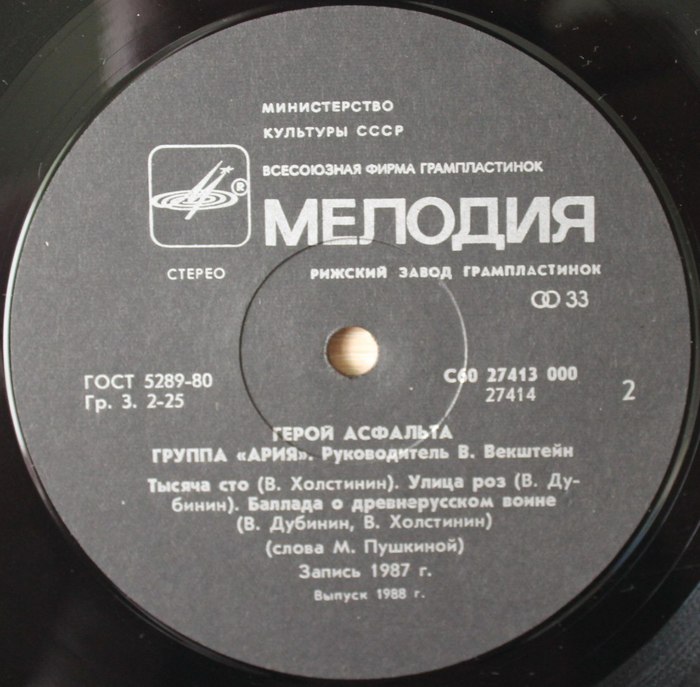 МИНИСТЕРСТВО
КУЛЬТУРЫ СССР
ВСЕСОЮЗНАЯ ФИРМА ГРАМПЛАСТИНОК
®
МЕЛОДИЯ
СТЕРЕО
РИЖСКИЙ ЗАВОД ГРАМПЛАСТИНОК
33
ГОСТ 5289-80
Гр. 3. 2-25
С60 27413 000
27414
2
ГЕРОЙ АСФАЛЬТА
ГРУППА «АРИЯ». Руководитель В. Векштейн
Тысяча сто (В. Холстинин). Улица роз (В. Ду-
бинин). Баллада о древнерусском воине
(В. Дубинин, В. Холстинин)
(слова М. Пушкиной)
Запись 1987 г.
Выпуск 1988 г.